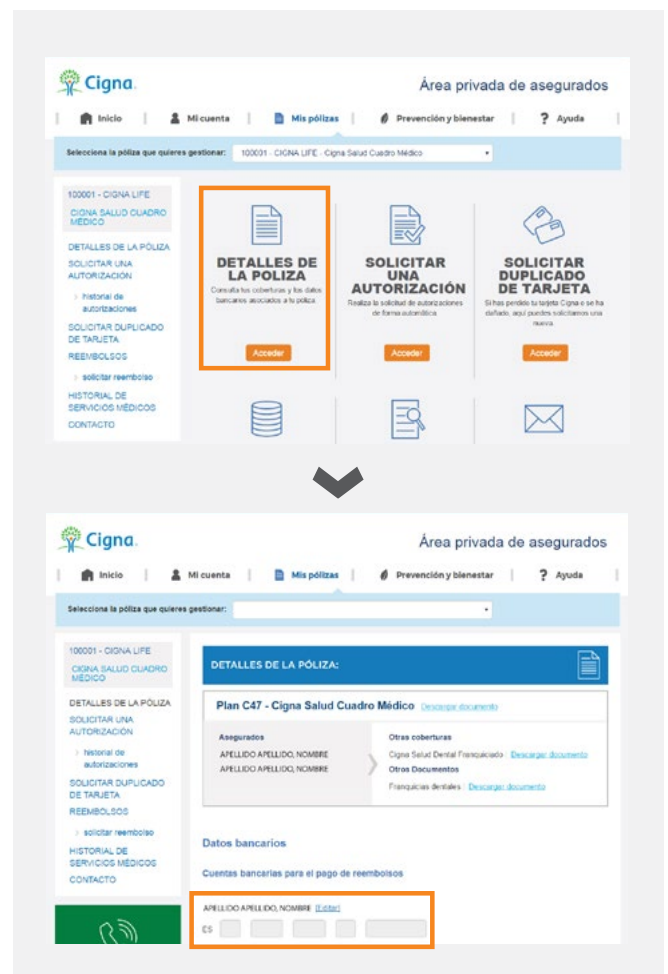 Cigna.
Área privada de asegurados
Inicio
Mi cuenta
Mis pólizas
Prevención y bienestar
? Ayuda
Selecciona la póliza que quieres gestionar:
100001 - CIGNA LIFE - Cigna Salud Cuadro Médico
100001 - CIGNA LIFE
CIGNA SALUD CUADRO
MÉDICO
DETALLES DE LA PÓLIZA
SOLICITAR UNA
AUTORIZACIÓN
> historial de
autorizaciones
SOLICITAR DUPLICADO
DE TARJETA
REEMBOLSOS
> solicitar reembolso
HISTORIAL DE
SERVICIOS MÉDICOS
CONTACTO
DETALLES DE
LA POLIZA
Consulta tus coberturas y los datos
bancarios asociados a tu póliza.
Acceder
SOLICITAR
UNA
AUTORIZACIÓN
Realiza la solicitud de autorizaciones
de forma automática.
Acceder
SOLICITAR
DUPLICADO
DE TARJETA
Si has perdido tu tarjeta Cigna o se ha
dañado, aquí puedes solicitarnos una
nueva.
Acceder
Cigna.
Área privada de asegurados
Inicio
Mi cuenta
Mis pólizas
Prevención y bienestar
? Ayuda
Selecciona la póliza que quieres gestionar:
100001 - CIGNA LIFE
CIGNA SALUD CUADRO
MÉDICO
DETALLES DE LA PÓLIZA
SOLICITAR UNA
AUTORIZACIÓN
> historial de
autorizaciones
SOLICITAR DUPLICADO
DE TARJETA
REEMBOLSOS
> solicitar reembolso
HISTORIAL DE
SERVICIOS MÉDICOS
CONTACTO
DETALLES DE LA PÓLIZA:
Plan C47 - Cigna Salud Cuadro Médico Descargar documento
Asegurados
APELLIDO APELLIDO, NOMBRE
APELLIDO APELLIDO, NOMBRE
Otras coberturas
Cigna Salud Dental Franquiciado : Descargar documento
Otros Documentos
Franquicias dentales : Descargar documento
Datos bancarios
Cuentas bancarias para el pago de reembolsos
APELLIDO APELLIDO, NOMBRE (Editar)
ES